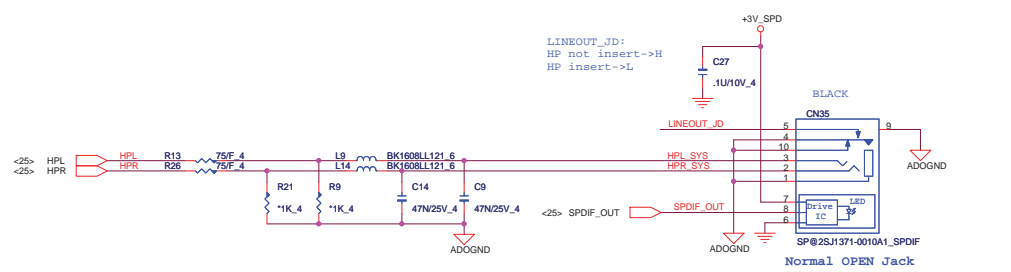 +3V_SPD
LINEOUT_JD:
HP not insert->H
HP insert->L
C27
.1U/10V_4
BLACK
CN35
LINEOUT_JD
5
9
4
10
ADOGND
<25> HPL
HPL
R13
75/F_4
L9
BK1608LL121_6
HPL_SYS
3
<25> HPR
HPR
R26
75/F_4
L14
BK1608LL121_6
HPR_SYS
2
1
R21
*1K_4
R9
*1K_4
C14
47N/25V_4
C9
47N/25V_4
ADOGND
<25> SPDIF_OUT
SPDIF_OUT
7
8
6
Drive
IC
LED
ADOGND
SP@2SJ1371-0010A1_SPDIF
Normal OPEN Jack